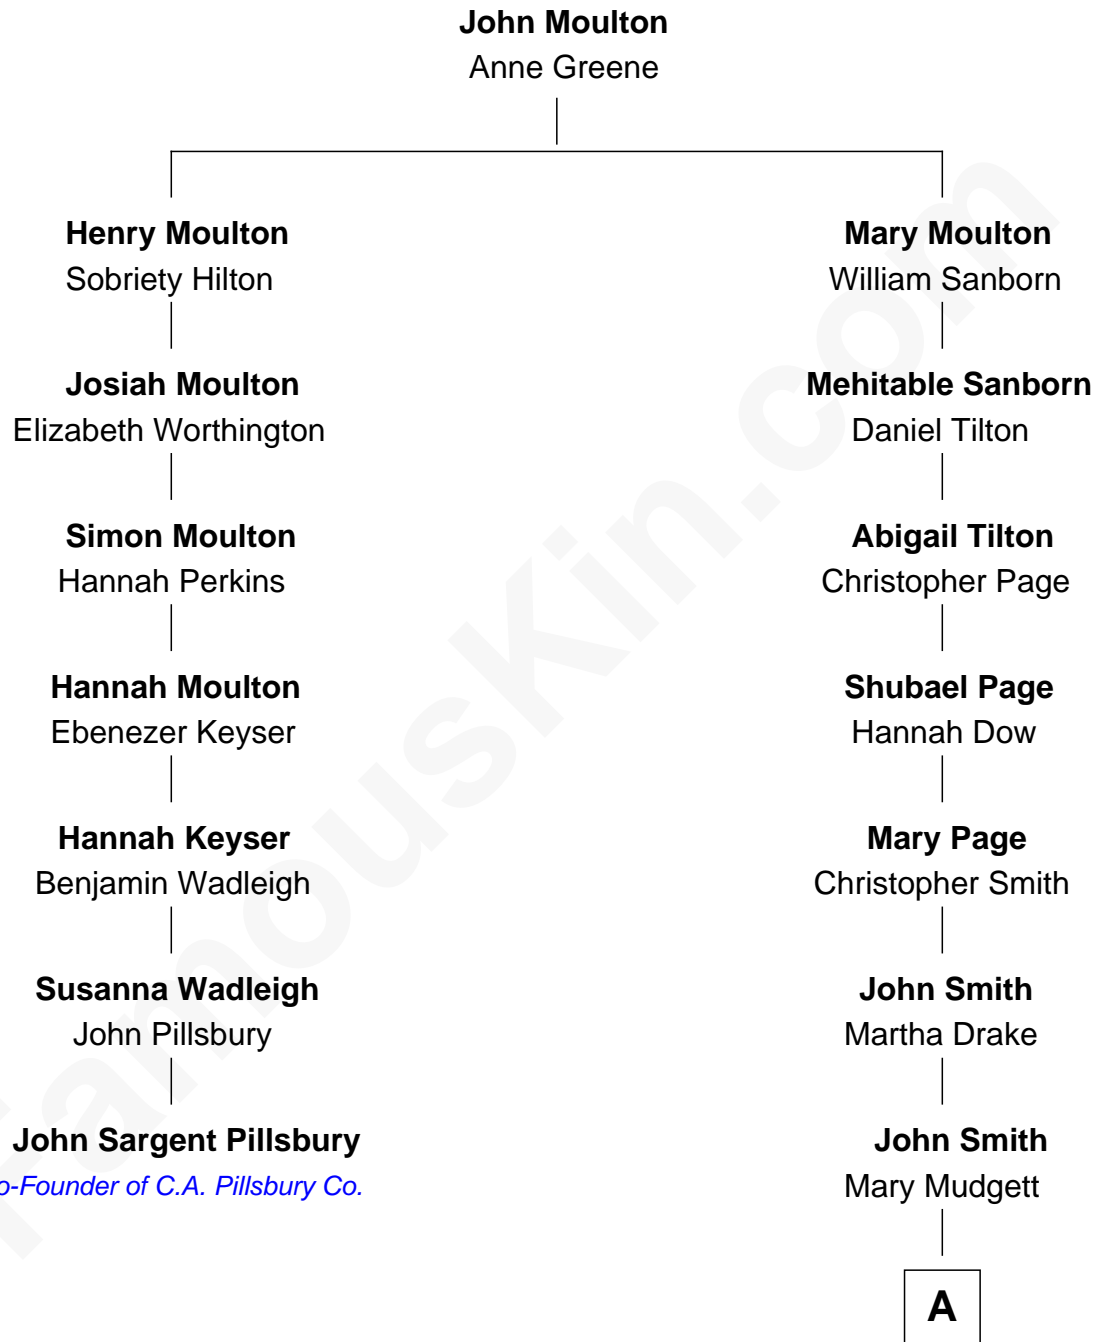 John Moulton
Anne Greene
Henry Moulton
Sobriety Hilton
Mary Moulton
William Sanborn
Josiah Moulton
Elizabeth Worthington
Mehitable Sanborn
Daniel Tilton
Simon Moulton
Hannah Perkins
Abigail Tilton
Christopher Page
Hannah Moulton
Ebenezer Keyser
Shubael Page
Hannah Dow
Hannah Keyser
Benjamin Wadleigh
Mary Page
Christopher Smith
Susanna Wadleigh
John Pillsbury
John Smith
Martha Drake
John Sargent Pillsbury
o-Founder of C.A. Pillsbury Co.
John Smith
Mary Mudgett
A
FamousKin.com